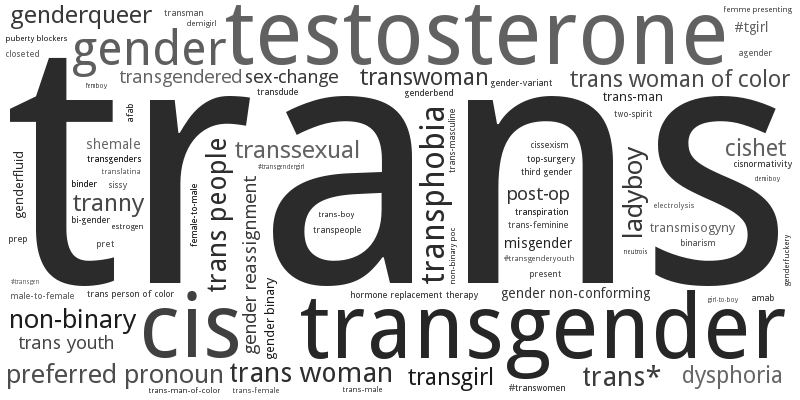 genderqueer
transman
demigirl
testosterone
femme presenting
#tgirl
puberty blockers
closeted
gender
agender
transgendered
sex-change
transwoman
gender-variant
trans woman of color
femboy
transdude
genderbend
trans-man
trans
afab
two-spirit
shemale
transgenders
translatina
transsexual
#transgendergirl
transphobia
trans-masculine
cissexism
top-surgery
third gender
cishet
cisnormativity
demiboy
genderfluid
binder
sissy
tranny
bi-gender
estrogen
female-to-male
trans people
gender reassignment
trans-boy
transpeople
post-op
transpiration
trans-feminine
ladyboy
electrolysis
transmisogyny
binarism
prep
pret
non-binary poc
misgender
#transgenderyouth
present
neutrois
genderfuckery
#transgen
male-to-female
trans person of color
gender binary
hormone replacement therapy
gender non-conforming
girl-to-boy
amab
non-binary
cis
transgender
trans youth
preferred pronoun
trans woman
transgirl
trans*
dysphoria
trans-man-of-color
trans-female
trans-male
#transwomen